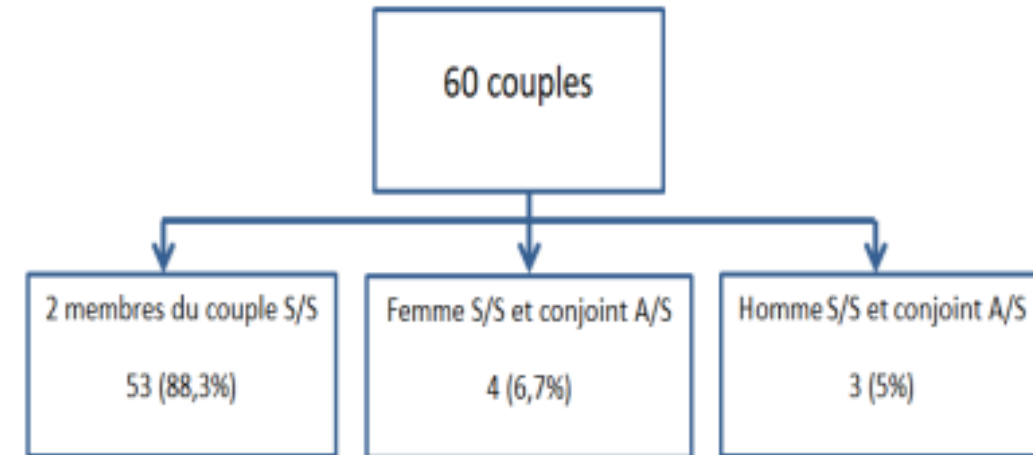 60 couples
2 membres du couple S/S
53 (88,3%)
Femme S/S et conjoint A/S
4 (6,7%)
Homme S/S et conjoint A/S
3 (5%)